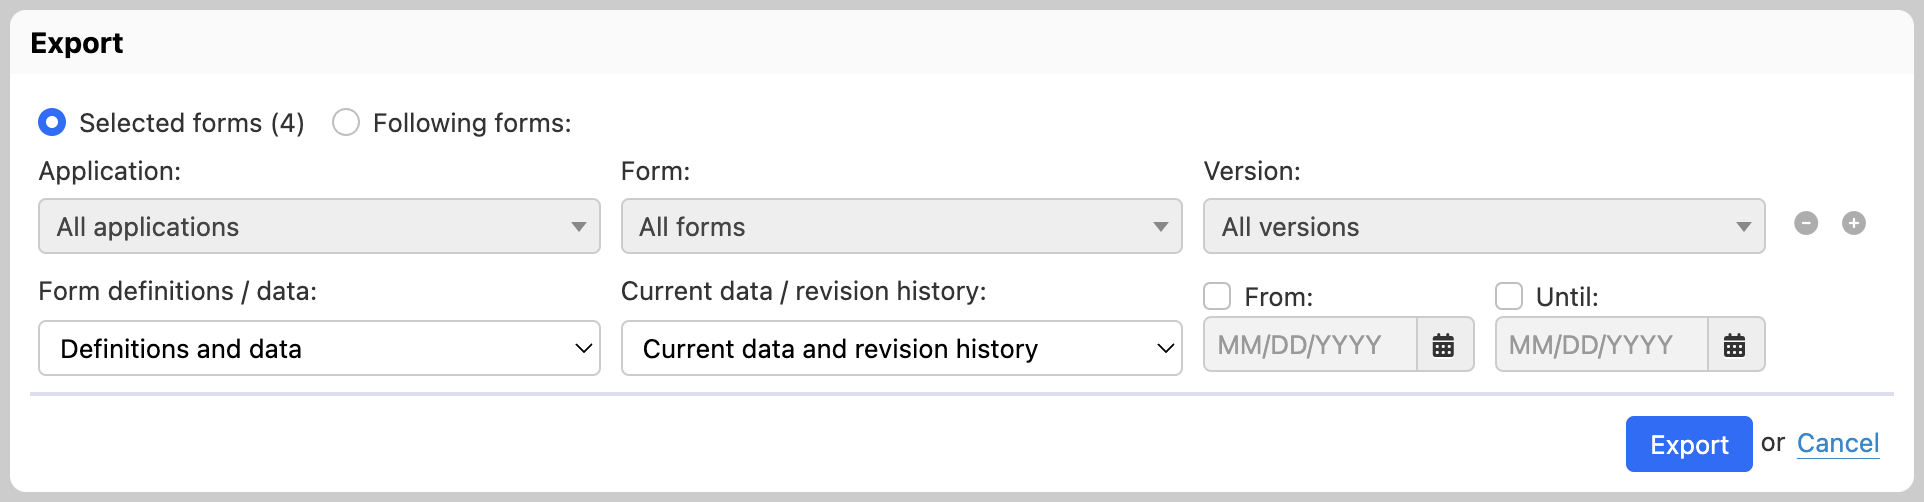 Export
Selected forms (4) Following forms:
Application: Form: Version:
All applications All forms All versions
Form definitions / data: Current data / revision history: From: Until:
Definitions and data Current data and revision history MM/DD/YYYY MM/DD/YYYY
Export or Cancel